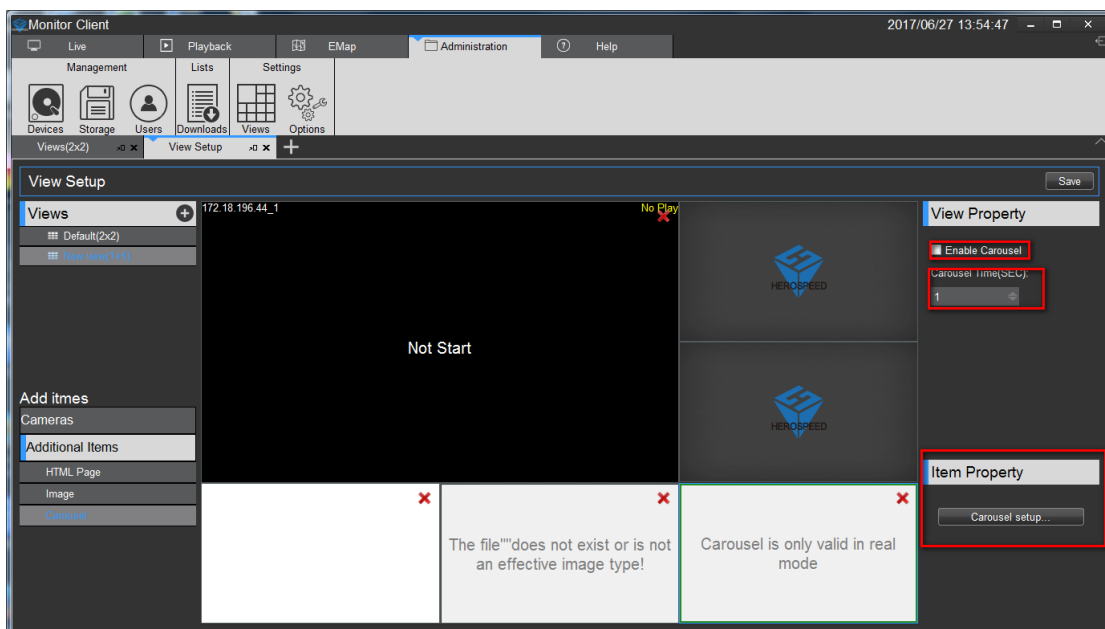 Monitor Client 2017/06/27 13:54:47
Live Playback EMap Administration Help
Management Lists Settings
Devices Storage Users Downloads Views Options
Views(2x2) View Setup
View Setup Save
Views
Default(2x2)
172.18.196.44_1 No Play
Not Start
HEROSPEED
HEROSPEED
View Property
Enable Carousel
Carousel Time(SEC):
1
Add itmes
Cameras
Additional Items
HTML Page
Image
Carousel
The file""does not exist or is not
an effective image type!
Carousel is only valid in real
mode
Item Property
Carousel setup...